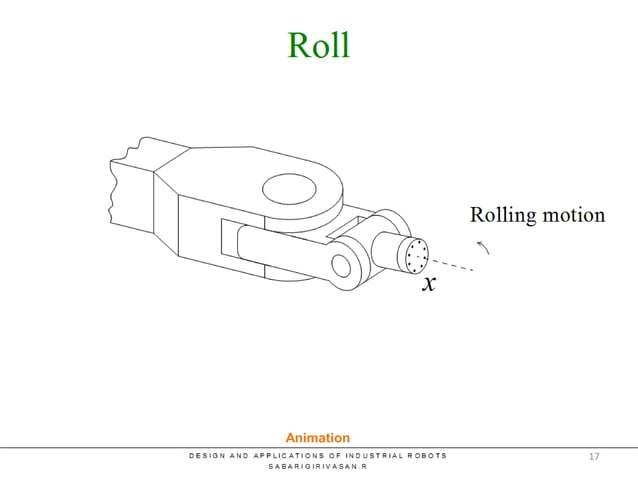 Roll
Rolling motion
x
Animation
DESIGN AND APPLICATIONS OF INDUSTRIAL ROBOTS
17
SABARIGIRIVASAN.R